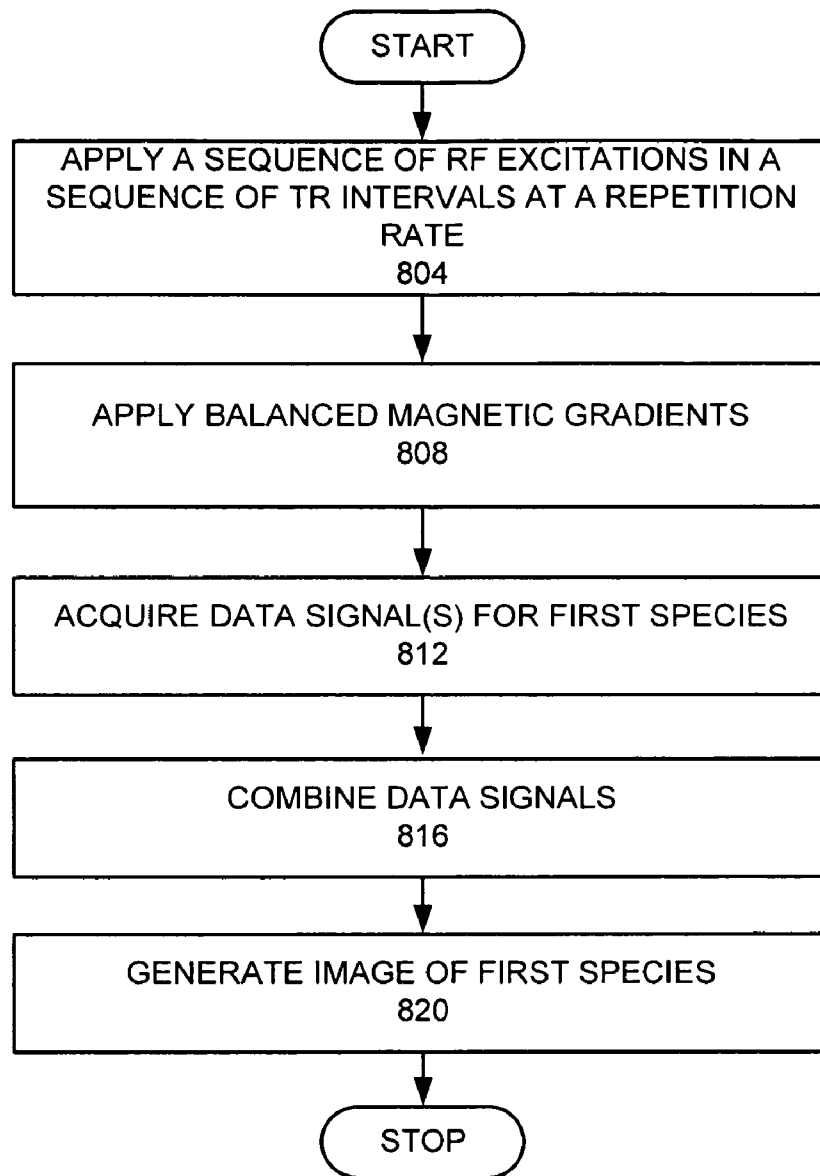 START
APPLY A SEQUENCE OF RF EXCITATIONS IN A
SEQUENCE OF TR INTERVALS AT A REPETITION
RATE
804
APPLY BALANCED MAGNETIC GRADIENTS
808
ACQUIRE DATA SIGNAL(S) FOR FIRST SPECIES
812
COMBINE DATA SIGNALS
816
GENERATE IMAGE OF FIRST SPECIES
820
STOP